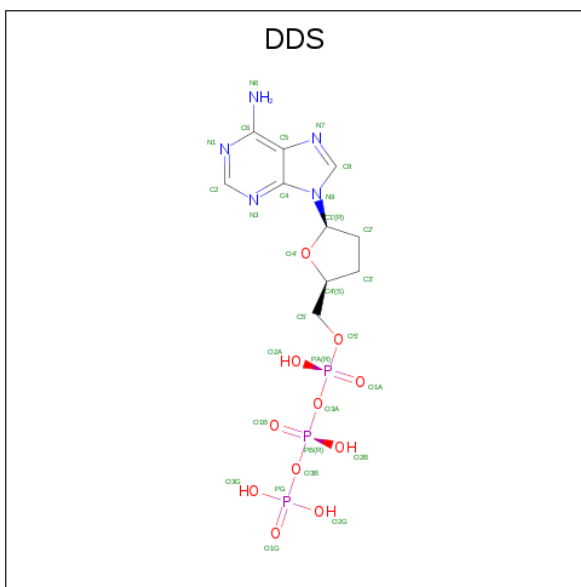 DDS
N6
NH2
C6
N1 N
C5
N7
N
C2
C8
N
N3
C4
N
N9
C1'(R)
C2'
O4' O
C3'
C4'(S)
C5'
O5'
O
O2A
HO
PA(R)
P
O
O1A
O
O3A
O1B
O
P
PB(R)
OH
O2B
O
O3B
O3G
HO
PG
P
OH
O2G
O
O1G